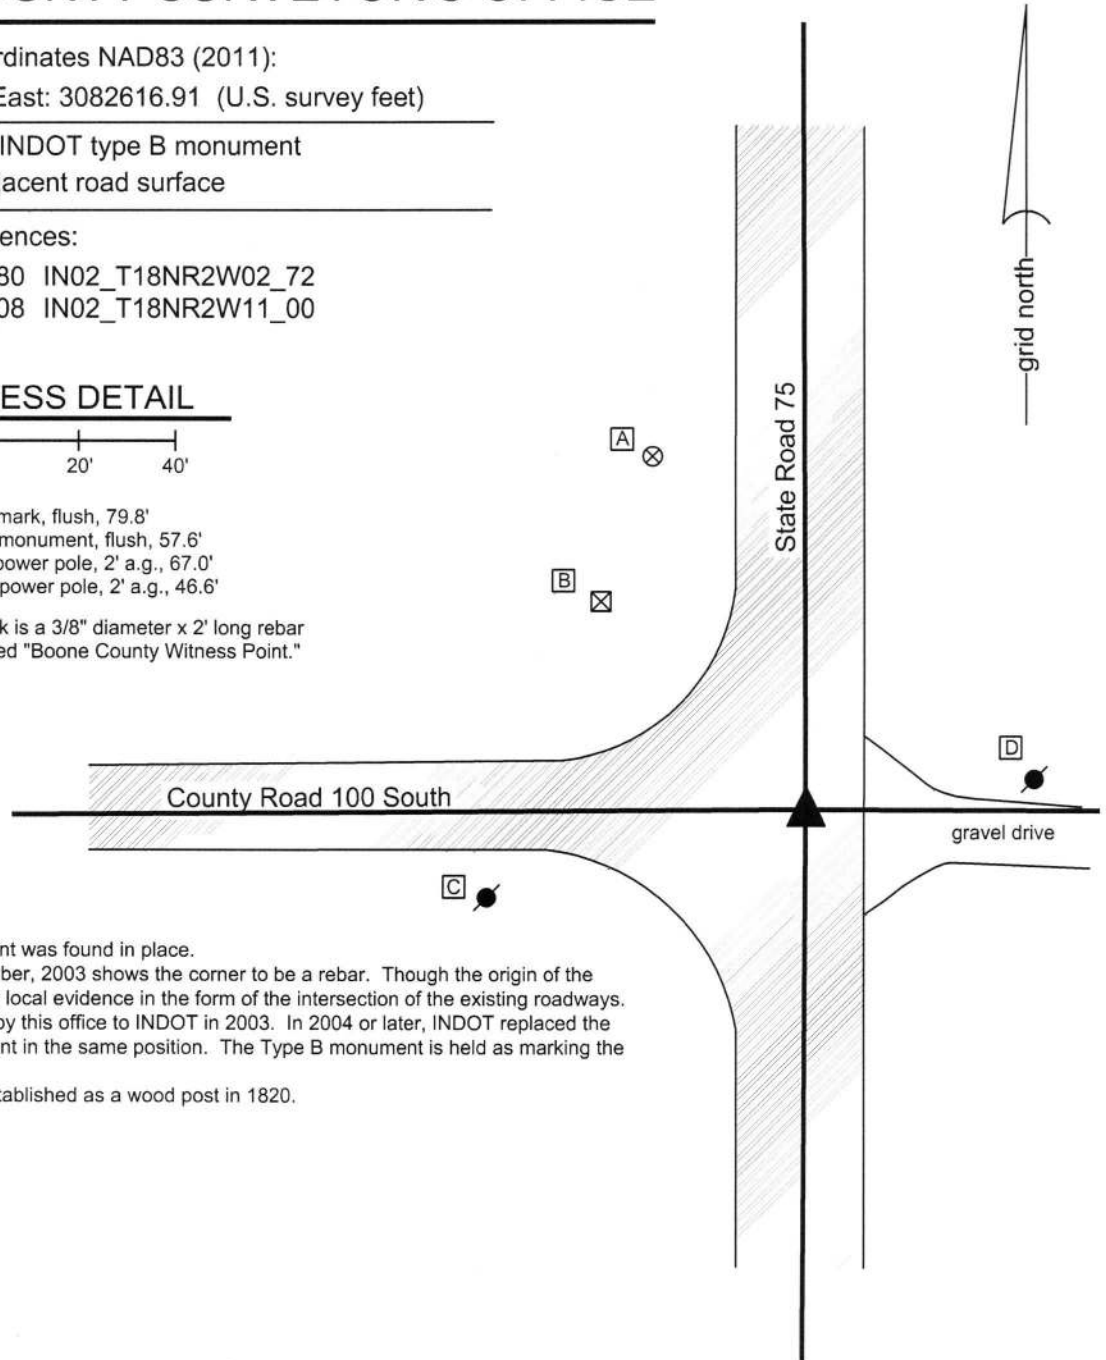 rdinates NAD83 (2011):
East: 3082616.91 (U.S. survey feet)
INDOT type B monument
acent road surface
ences:
80 IN02_T18NR2W02_72
08 IN02_T18NR2W11_00
ESS DETAIL
20' 40'
mark, flush, 79.8'
monument, flush, 57.6'
power pole, 2' a.g., 67.0'
power pole, 2' a.g., 46.6'
k is a 3/8" diameter x 2' long rebar
ed "Boone County Witness Point."
grid north
State Road 75
A
B
D
County Road 100 South
gravel drive
C
nt was found in place.
ber, 2003 shows the corner to be a rebar. Though the origin of the
local evidence in the form of the intersection of the existing roadways.
by this office to INDOT in 2003. In 2004 or later, INDOT replaced the
nt in the same position. The Type B monument is held as marking the
tablished as a wood post in 1820.